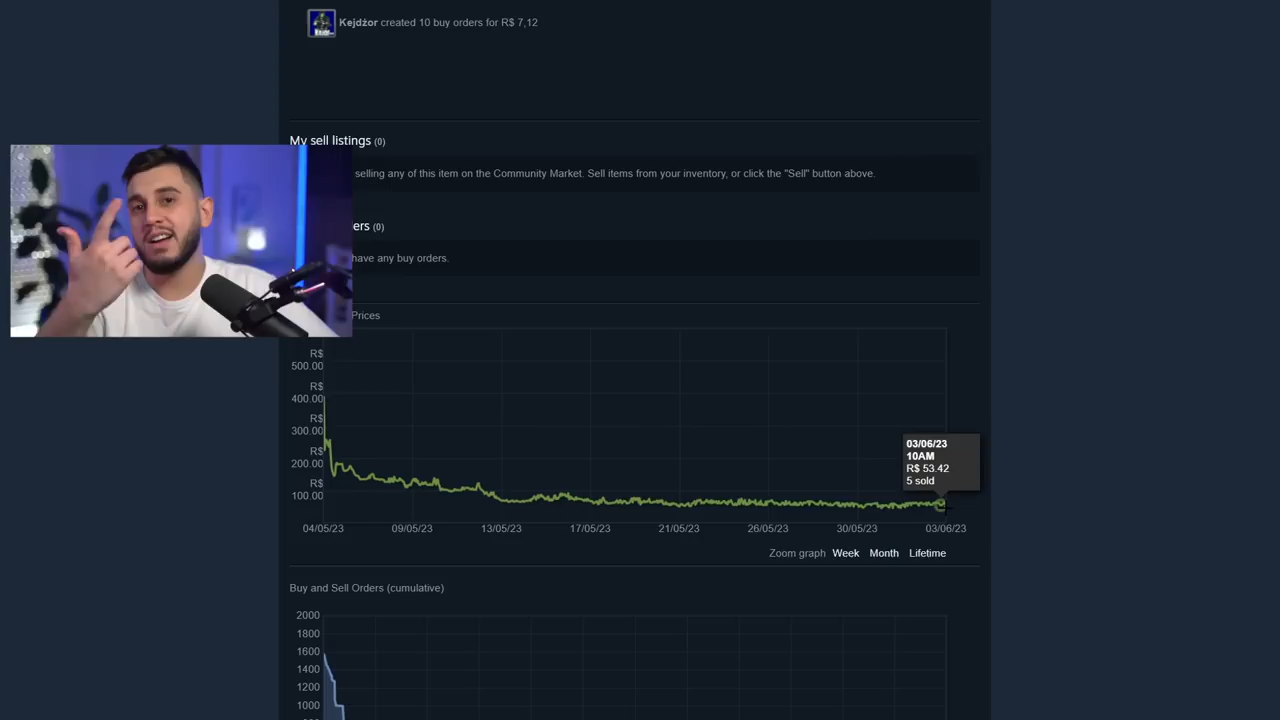 Kejdżor created 10 buy orders for R$ 7,12
My sell listings (0)
selling any of this item on the Community Market. Sell items from your inventory, or click the "Sell" button above.
ers (0)
have any buy orders.
Prices
R$
500.00
R$
400.00
R$
300.00
R$
200.00
R$
100.00
03/06/23
10AM
R$ 53.42
5 sold
04/05/23 09/05/23 13/05/23 17/05/23 21/05/23 26/05/23 30/05/23 03/06/23
Zoom graph Week Month Lifetime
Buy and Sell Orders (cumulative)
2000
1800
1600
1400
1200
1000